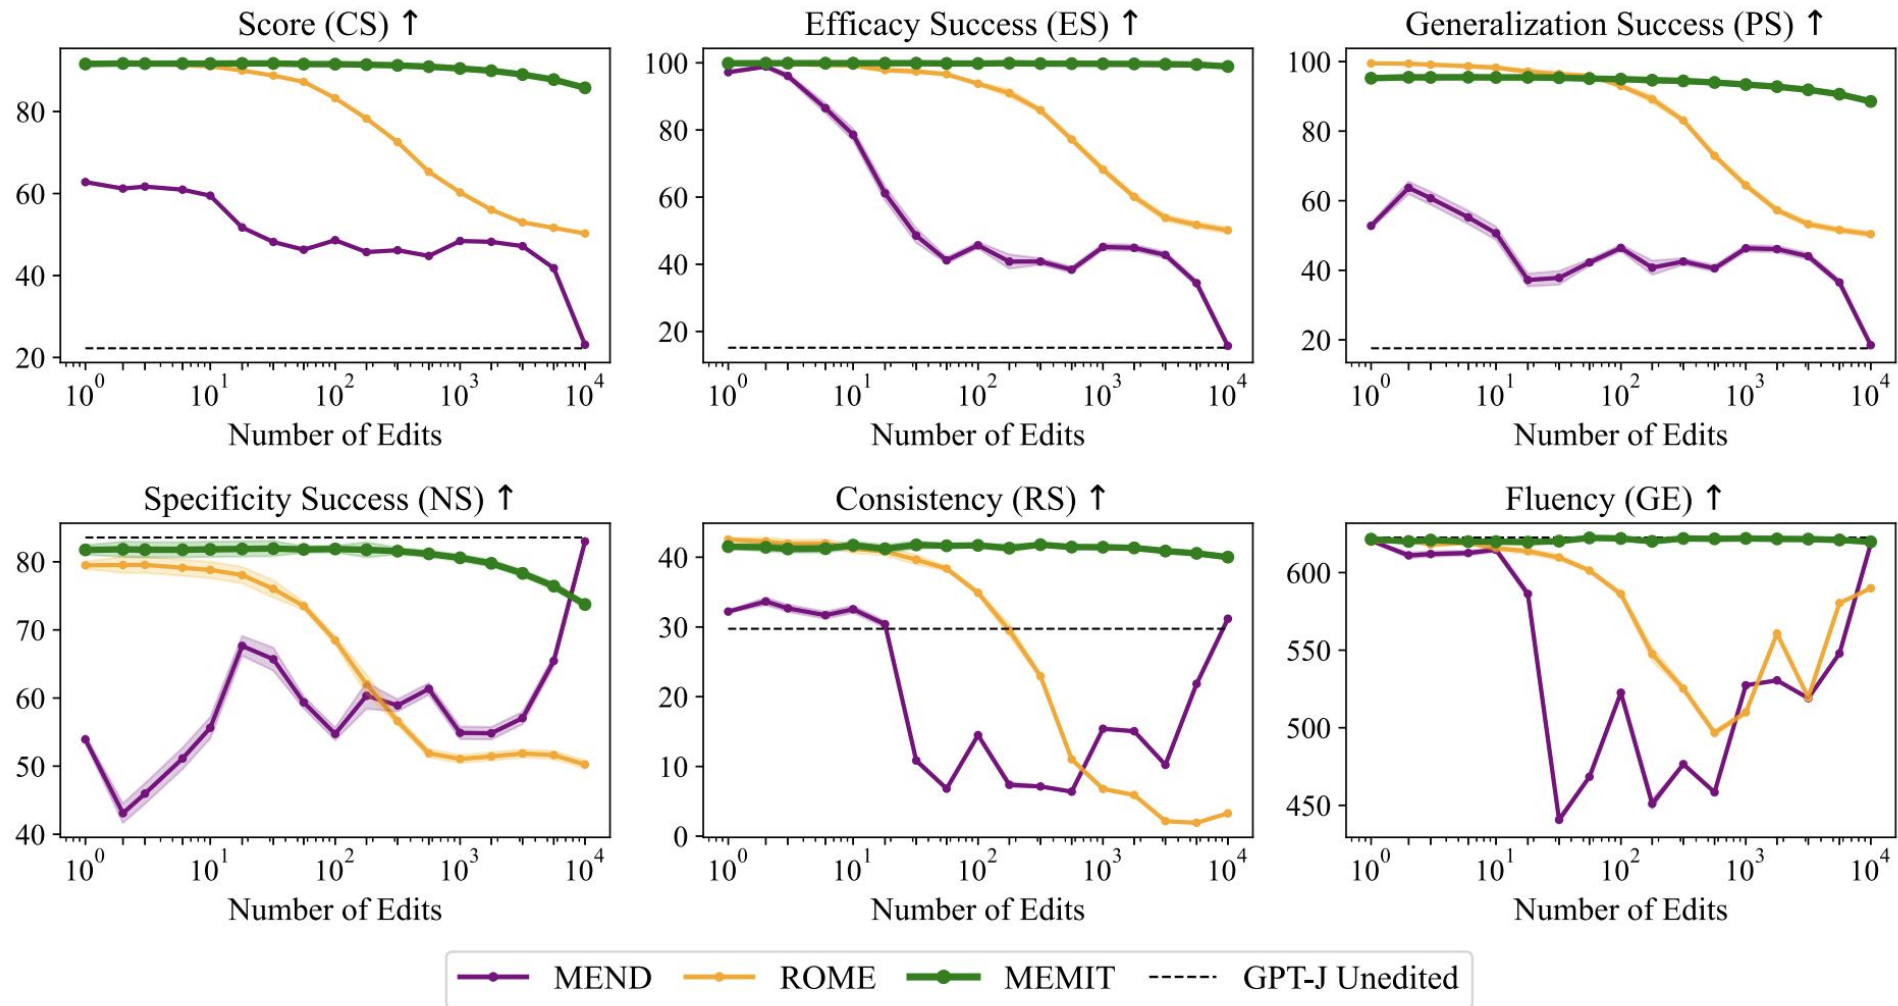 Score (CS) ↑
80
60
40
20
10^0 10^1 10^2 10^3 10^4
Number of Edits
Efficacy Success (ES) ↑
100
80
60
40
20
10^0 10^1 10^2 10^3 10^4
Number of Edits
Generalization Success (PS) ↑
100
80
60
40
20
10^0 10^1 10^2 10^3 10^4
Number of Edits
Specificity Success (NS) ↑
80
70
60
50
40
10^0 10^1 10^2 10^3 10^4
Number of Edits
Consistency (RS) ↑
40
30
20
10
0
10^0 10^1 10^2 10^3 10^4
Number of Edits
Fluency (GE) ↑
600
550
500
450
10^0 10^1 10^2 10^3 10^4
Number of Edits
MEND ROME MEMIT GPT-J Unedited